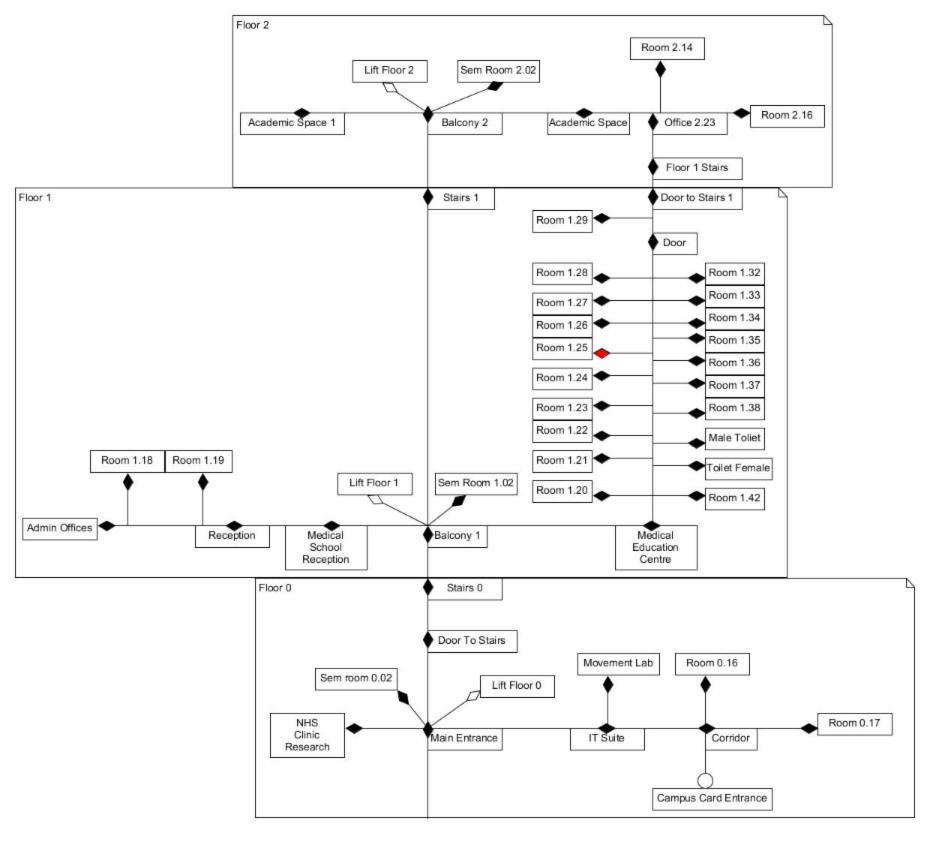 Floor 2
Room 2.14
Lift Floor 2
Sem Room 2.02
Academic Space 1
Balcony 2
Academic Space
Office 2.23
Room 2.16
Floor 1 Stairs
Floor 1
Stairs 1
Door to Stairs 1
Room 1.29
Door
Room 1.28
Room 1.32
Room 1.27
Room 1.33
Room 1.26
Room 1.34
Room 1.25
Room 1.35
Room 1.36
Room 1.24
Room 1.37
Room 1.23
Room 1.38
Room 1.22
Male Toliet
Room 1.21
Toilet Female
Room 1.20
Room 1.42
Room 1.18
Room 1.19
Lift Floor 1
Sem Room 1.02
Admin Offices
Reception
Medical
School
Reception
Balcony 1
Medical
Education
Centre
Floor 0
Stairs 0
Door To Stairs
Movement Lab
Room 0.16
Sem room 0.02
Lift Floor 0
NHS
Clinic
Research
Main Entrance
IT Suite
Corridor
Room 0.17
Campus Card Entrance